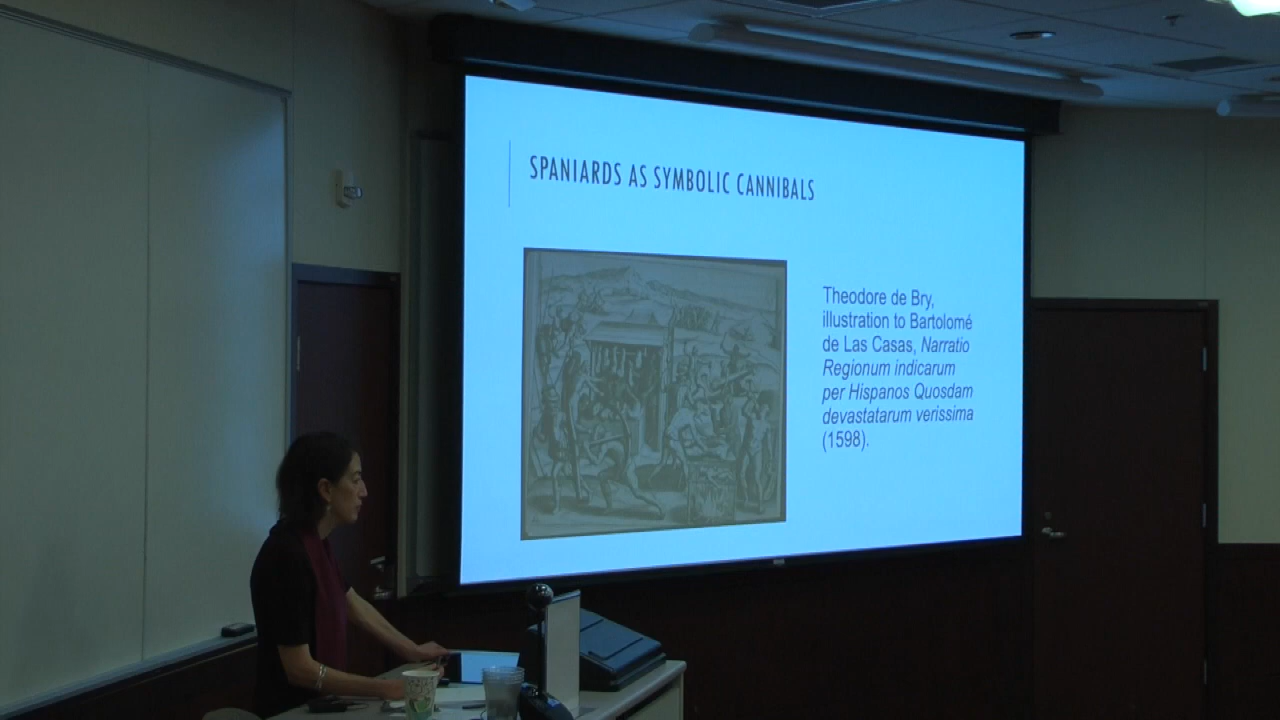 SPANIARDS AS SYMBOLIC CANNIBALS
Theodore de Bry,
illustration to Bartolomé
de Las Casas, Narratio
Regionum indicarum
per Hispanos Quosdam
devastatarum verissima
(1598).